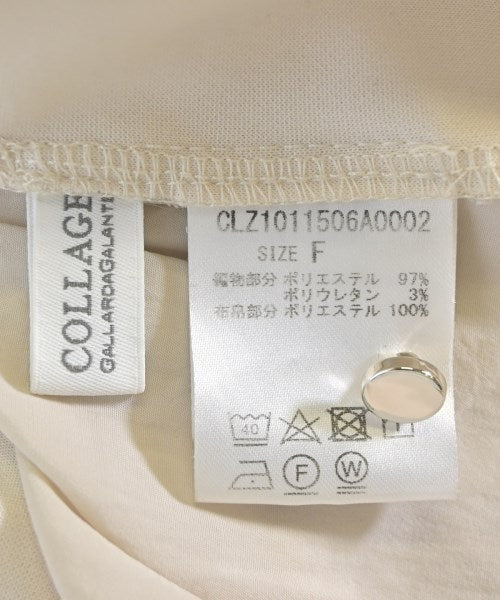 COLLAGE
GALLARDAGALANTE
CLZ1011506A0002
SIZE F
編物部分 ポリエステル 97%
ポリウレタン 3%
布帛部分 ポリエステル 100%
40
F
W